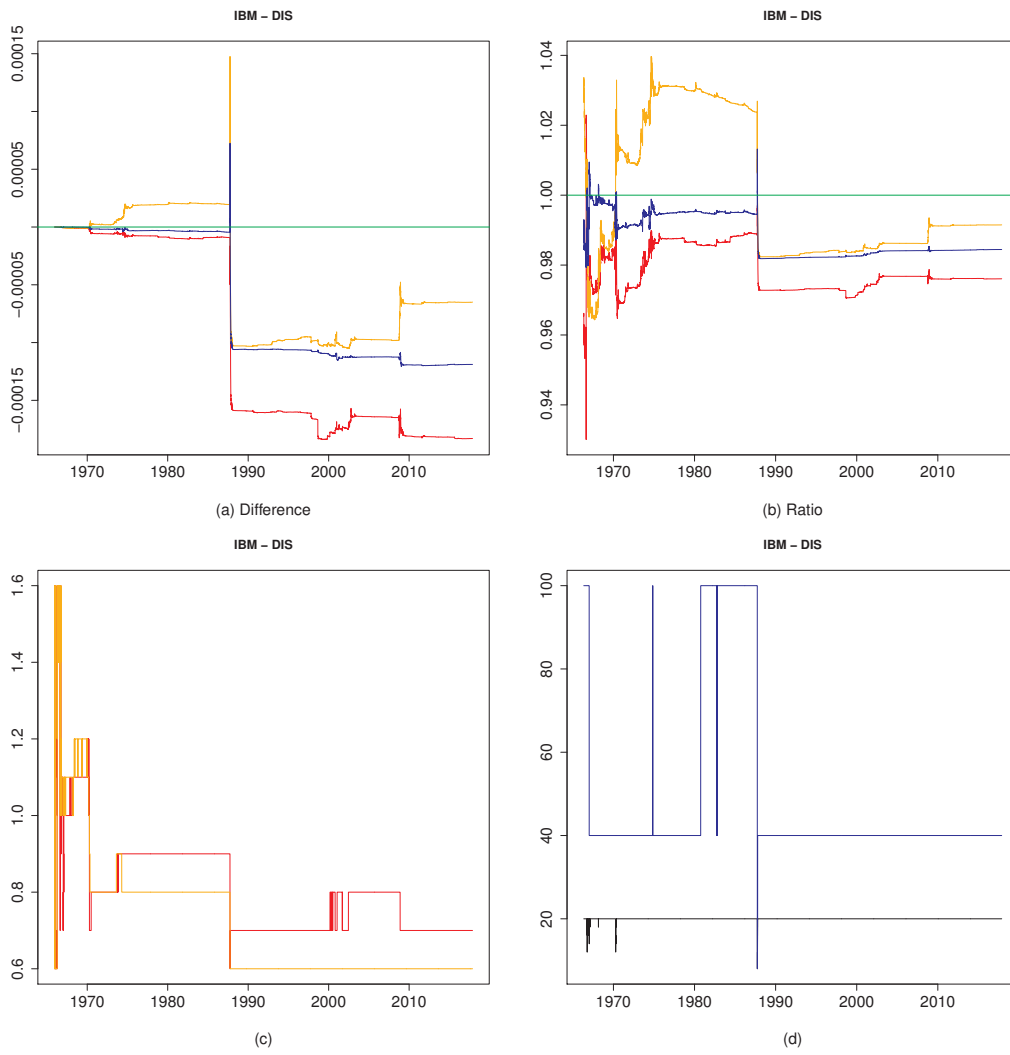 IBM − DIS
0.00015
0.00005
−0.00005
−0.00015
1970 1980 1990 2000 2010
(a) Difference
IBM − DIS
1.04
1.02
1.00
0.98
0.96
0.94
1970 1980 1990 2000 2010
(b) Ratio
IBM − DIS
1.6
1.4
1.2
1.0
0.8
0.6
1970 1980 1990 2000 2010
(c)
IBM − DIS
100
80
60
40
20
1970 1980 1990 2000 2010
(d)